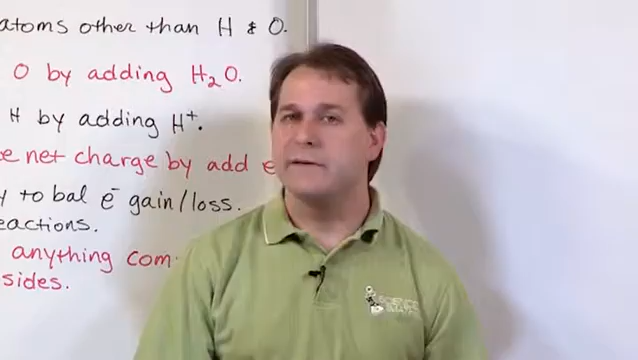 atoms other than H & O.
O by adding H₂O.
H by adding H⁺.
net charge by add e
to bal e⁻ gain/loss.
anything com
sides.